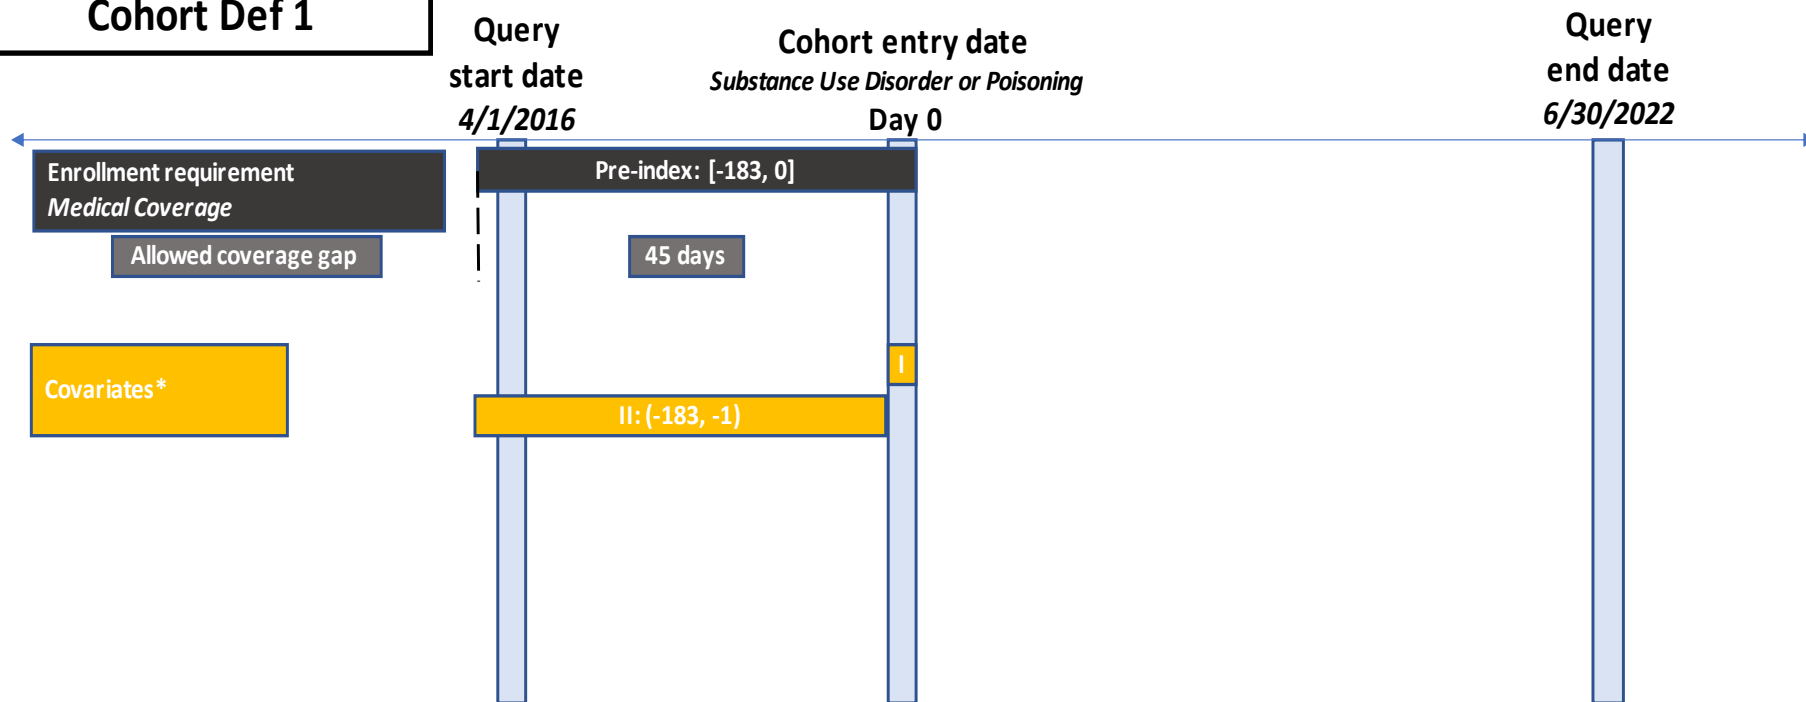 Cohort Def 1
Query
start date
4/1/2016
Cohort entry date
Substance Use Disorder or Poisoning
Day 0
Query
end date
6/30/2022
Enrollment requirement
Medical Coverage
Pre-index: [-183, 0]
Allowed coverage gap
45 days
Covariates*
I
II: (-183, -1)